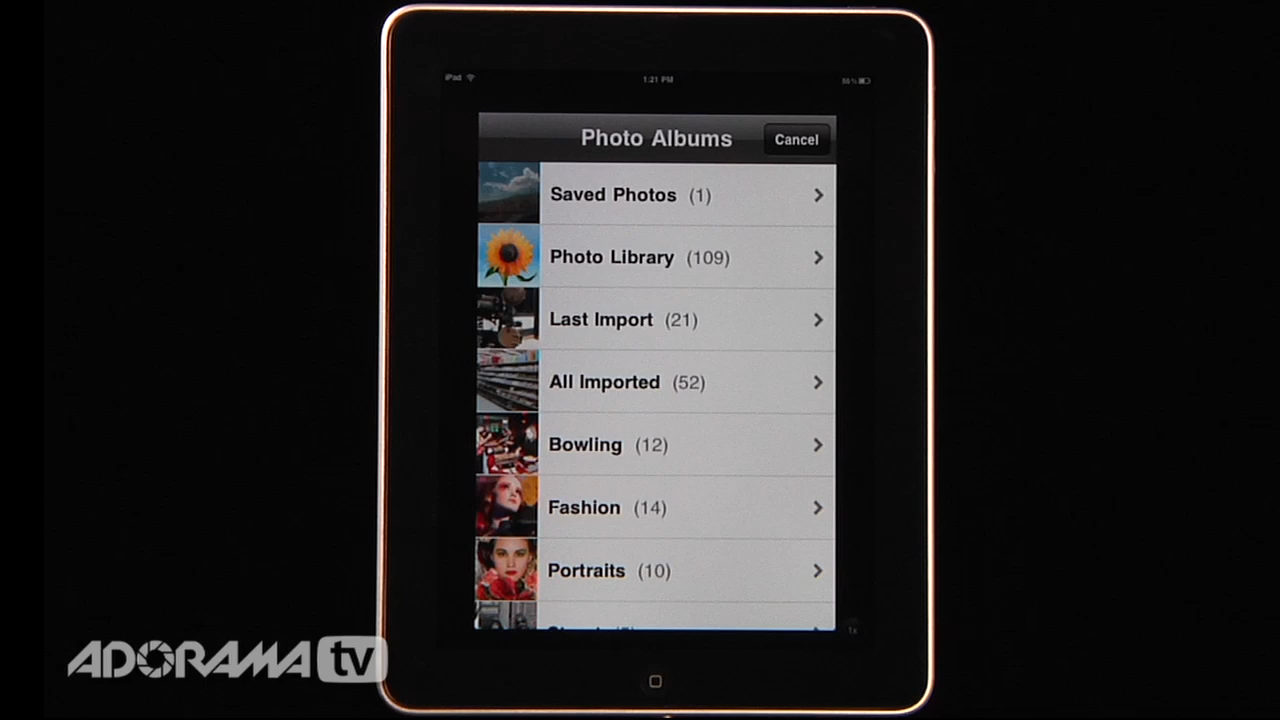 iPad
1:21 PM
Photo Albums
Cancel
Saved Photos (1)
Photo Library (109)
Last Import (21)
All Imported (52)
Bowling (12)
Fashion (14)
Portraits (10)
ADORAMA tv